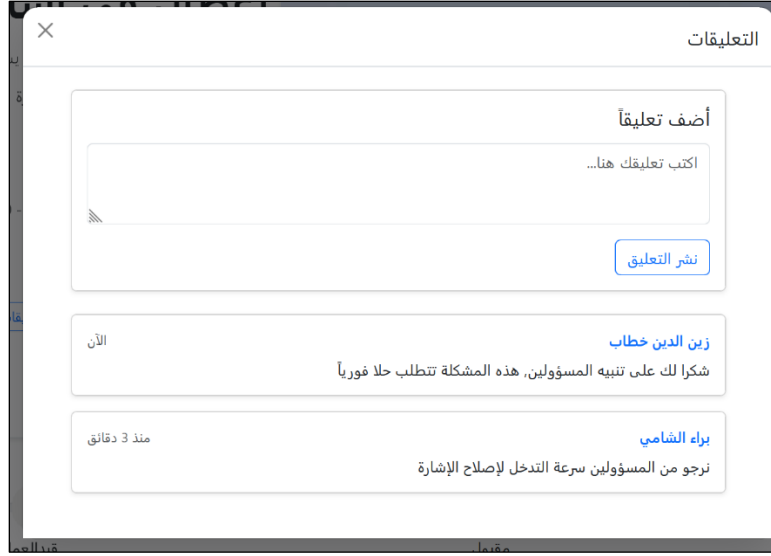 التعليقات
أضف تعليقاً
اكتب تعليقك هنا...
نشر التعليق
زين الدين خطاب
الآن
شكرا لك على تنبيه المسؤولين, هذه المشكلة تتطلب حلا فورياً
براء الشامي
منذ 3 دقائق
نرجو من المسؤولين سرعة التدخل لإصلاح الإشارة
مقبول